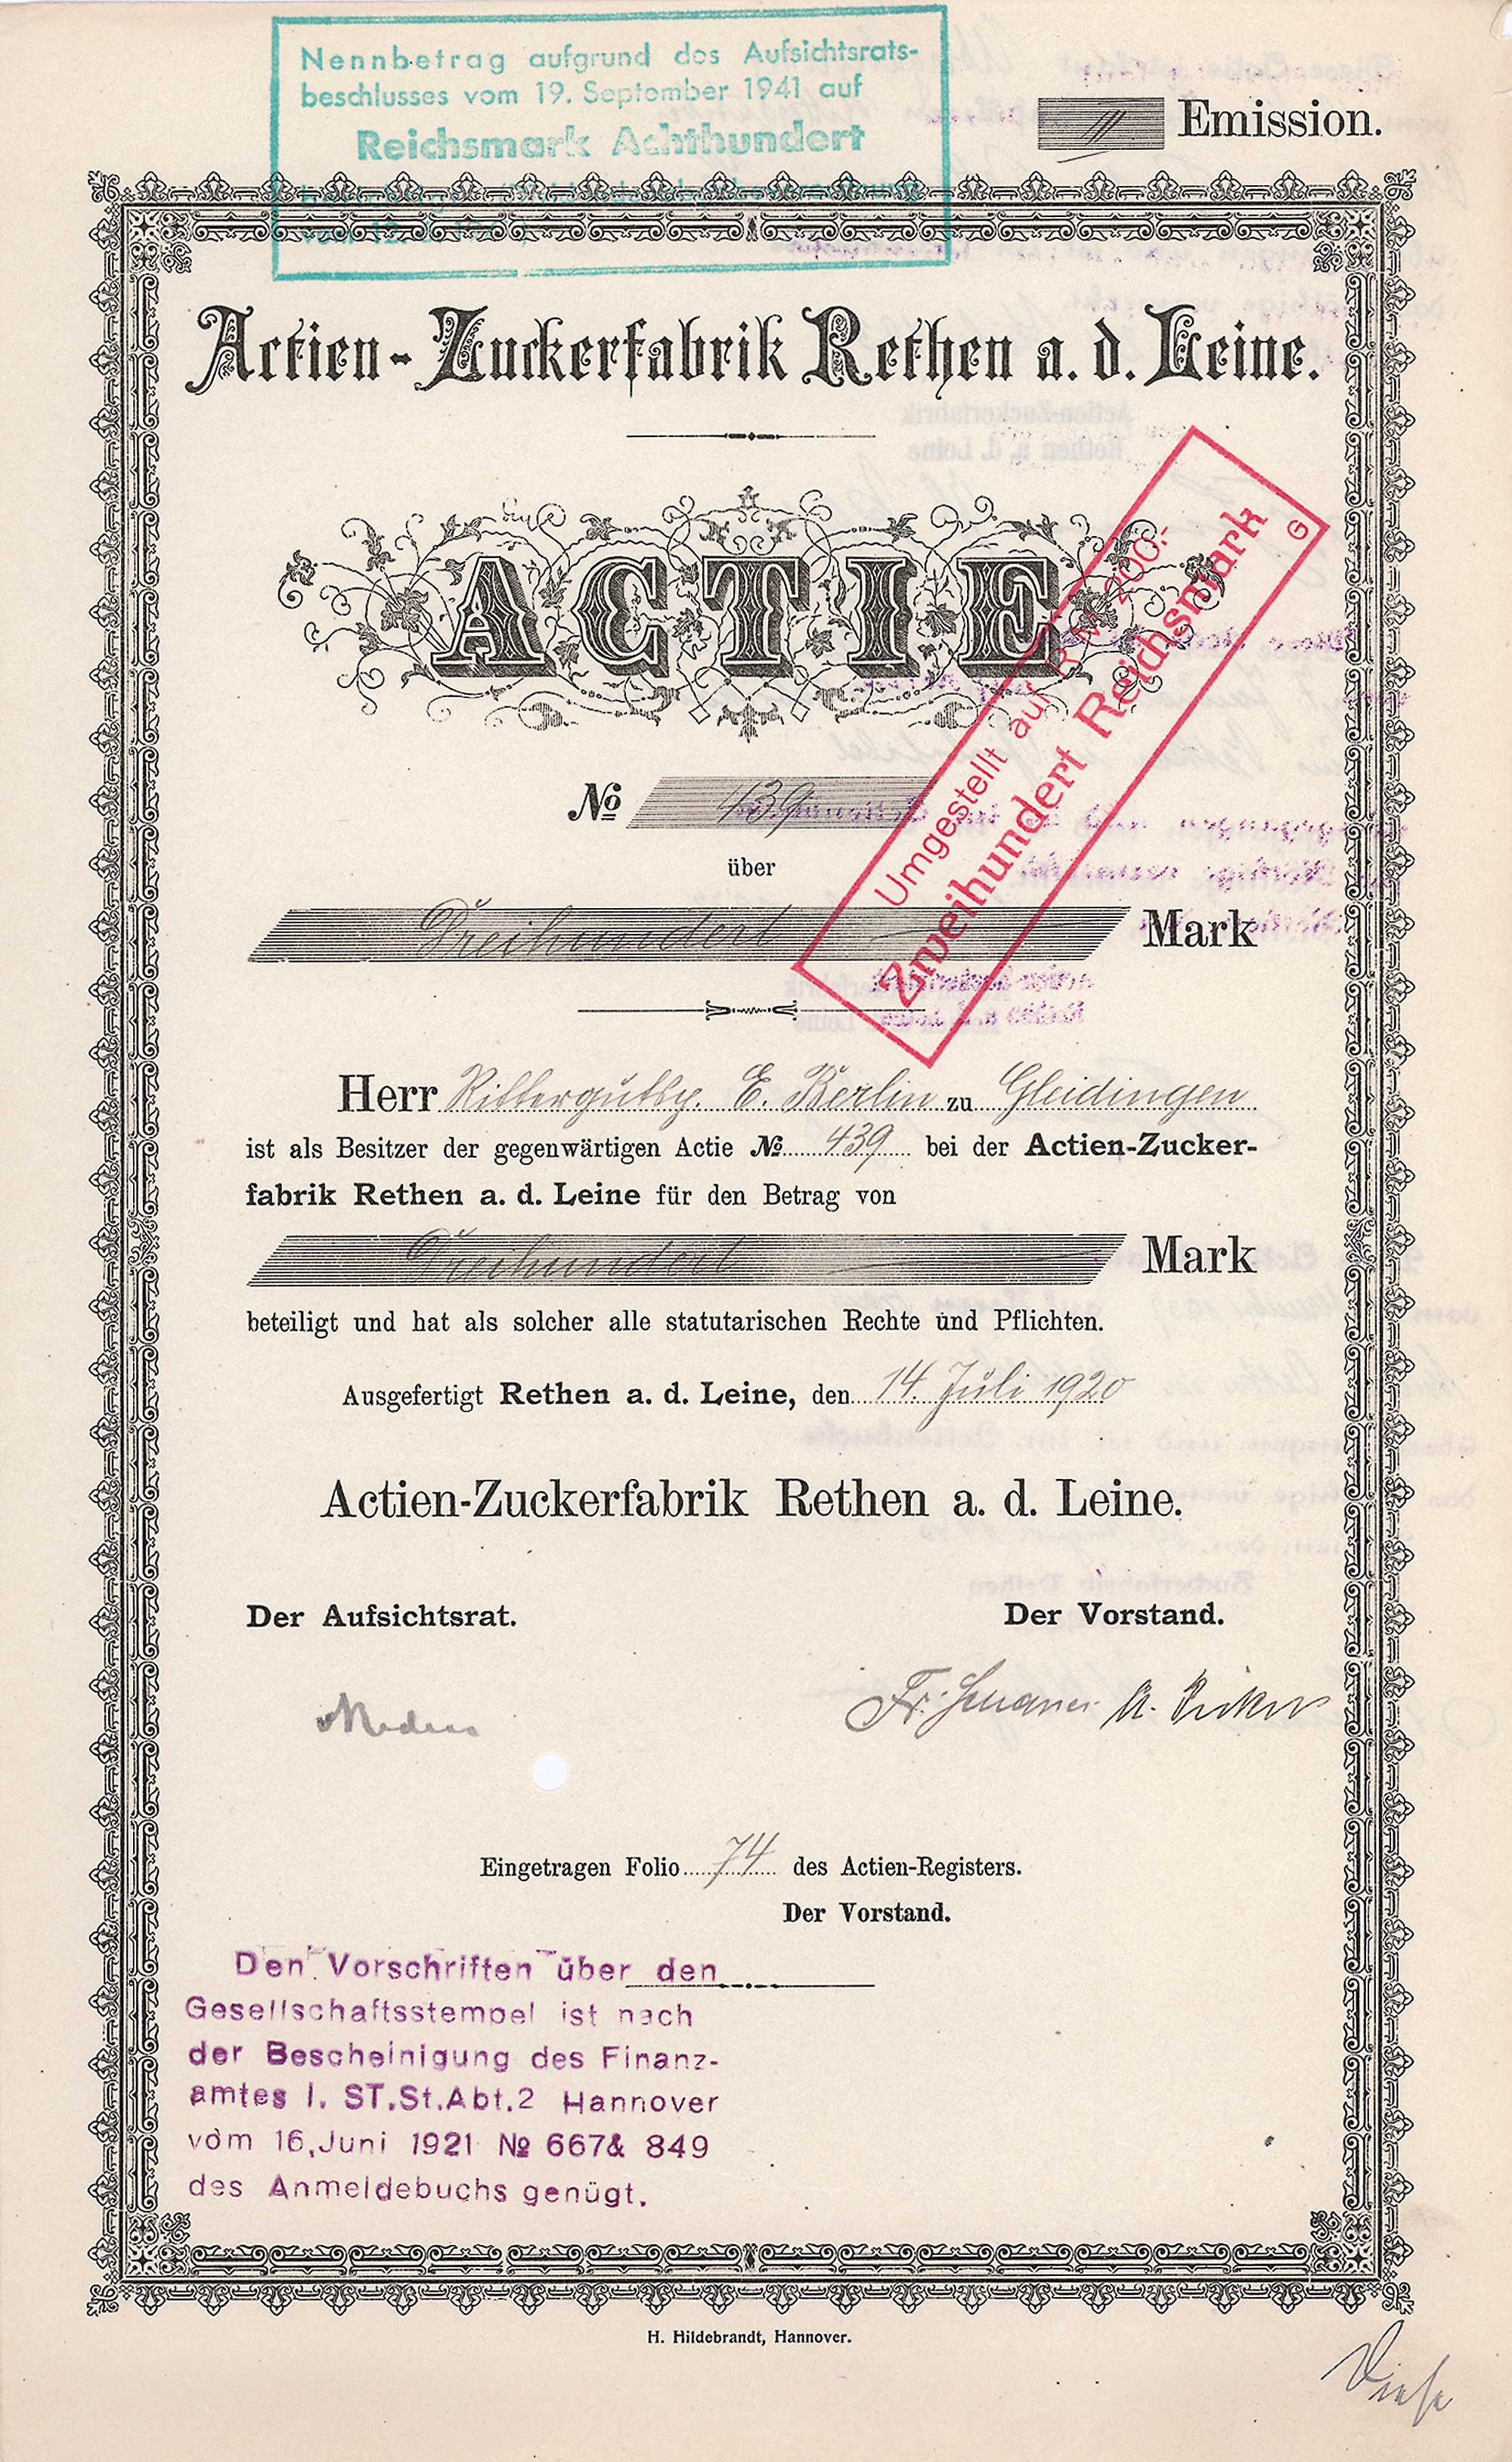 Nennbetrag aufgrund des Aufsichtsrats-
beschlusses vom 19. September 1941 auf
Reichsmark Achthundert
III Emission.
Actien-Zuckerfabrik Rethen a. d. Leine.
ACTIE
Umgestellt auf RM 200.-
Zweihundert Reichsmark
G
No 439
über
Dreihundert Mark
Herr Rittergutsp. E. Berlin zu Gleidingen
ist als Besitzer der gegenwärtigen Actie No 439 bei der Actien-Zucker-
fabrik Rethen a. d. Leine für den Betrag von
Dreihundert Mark
beteiligt und hat als solcher alle statutarischen Rechte und Pflichten.
Ausgefertigt Rethen a. d. Leine, den 14. Juli 1920
Actien-Zuckerfabrik Rethen a. d. Leine.
Der Aufsichtsrat. Der Vorstand.
Eingetragen Folio 74 des Actien-Registers.
Der Vorstand.
Den Vorschriften über den
Gesellschaftsstempel ist nach
der Bescheinigung des Finanz-
amtes I. ST.St.Abt.2 Hannover
vom 16.Juni 1921 No 667& 849
des Anmeldebuchs genügt.
H. Hildebrandt, Hannover.